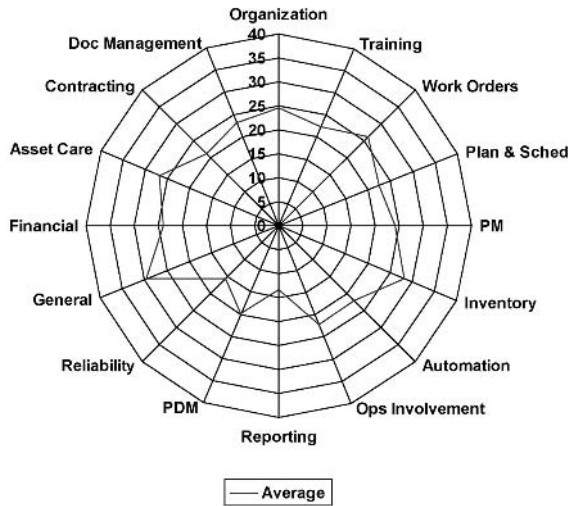 Organization
Doc Management
Training
Contracting
Work Orders
Asset Care
Plan & Sched
Financial
PM
General
Inventory
Reliability
Automation
PDM
Ops Involvement
Reporting
40
35
30
25
20
15
10
5
0
Average